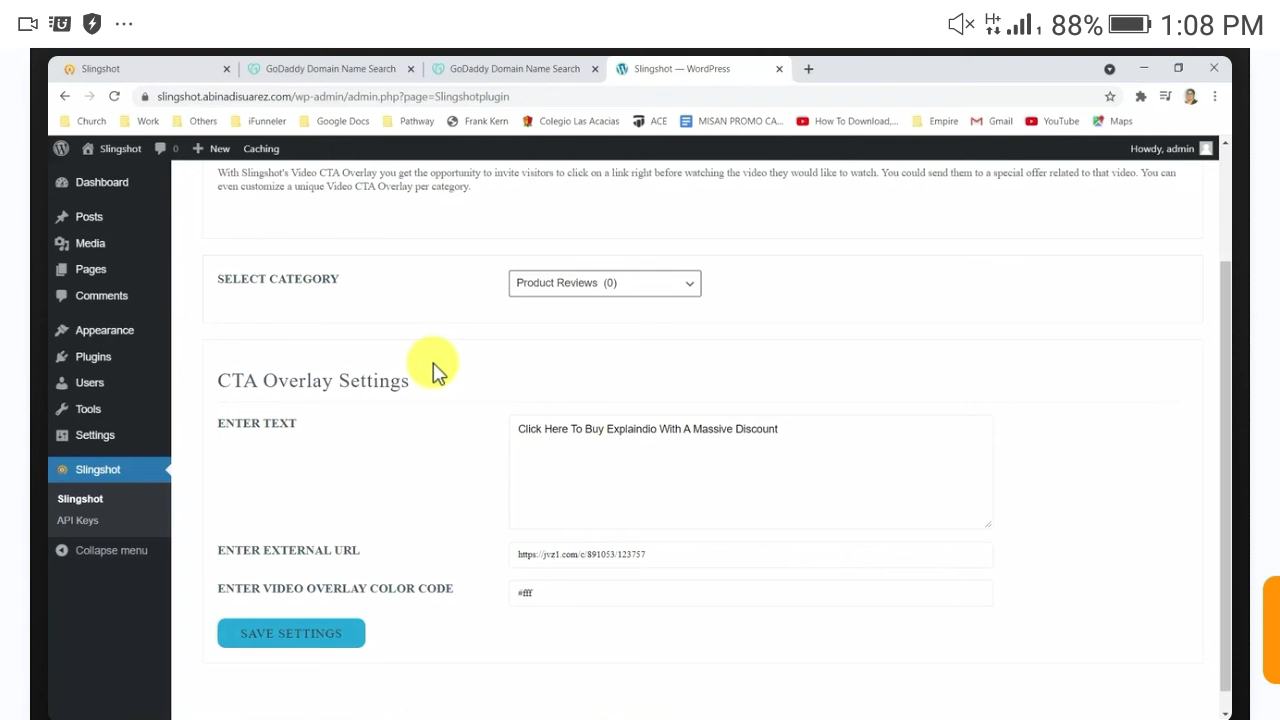 88% 1:08 PM
Slingshot
GoDaddy Domain Name Search
GoDaddy Domain Name Search
Slingshot — WordPress
slingshot.abinadisuarez.com/wp-admin/admin.php?page=Slingshotplugin
Church Work Others iFunneler Google Docs Pathway Frank Kern Colegio Las Acacias ACE MISAN PROMO CA... How To Download,... Empire Gmail YouTube Maps
Slingshot 0 New Caching Howdy, admin
Dashboard
Posts
Media
Pages
Comments
Appearance
Plugins
Users
Tools
Settings
Slingshot
Slingshot
API Keys
Collapse menu
With Slingshot's Video CTA Overlay you get the opportunity to invite visitors to click on a link right before watching the video they would like to watch. You could send them to a special offer related to that video. You can
even customize a unique Video CTA Overlay per category.
SELECT CATEGORY
Product Reviews (0)
CTA Overlay Settings
ENTER TEXT
Click Here To Buy Explaindio With A Massive Discount
ENTER EXTERNAL URL
https://jvz1.com/c/891053/123757
ENTER VIDEO OVERLAY COLOR CODE
#fff
SAVE SETTINGS